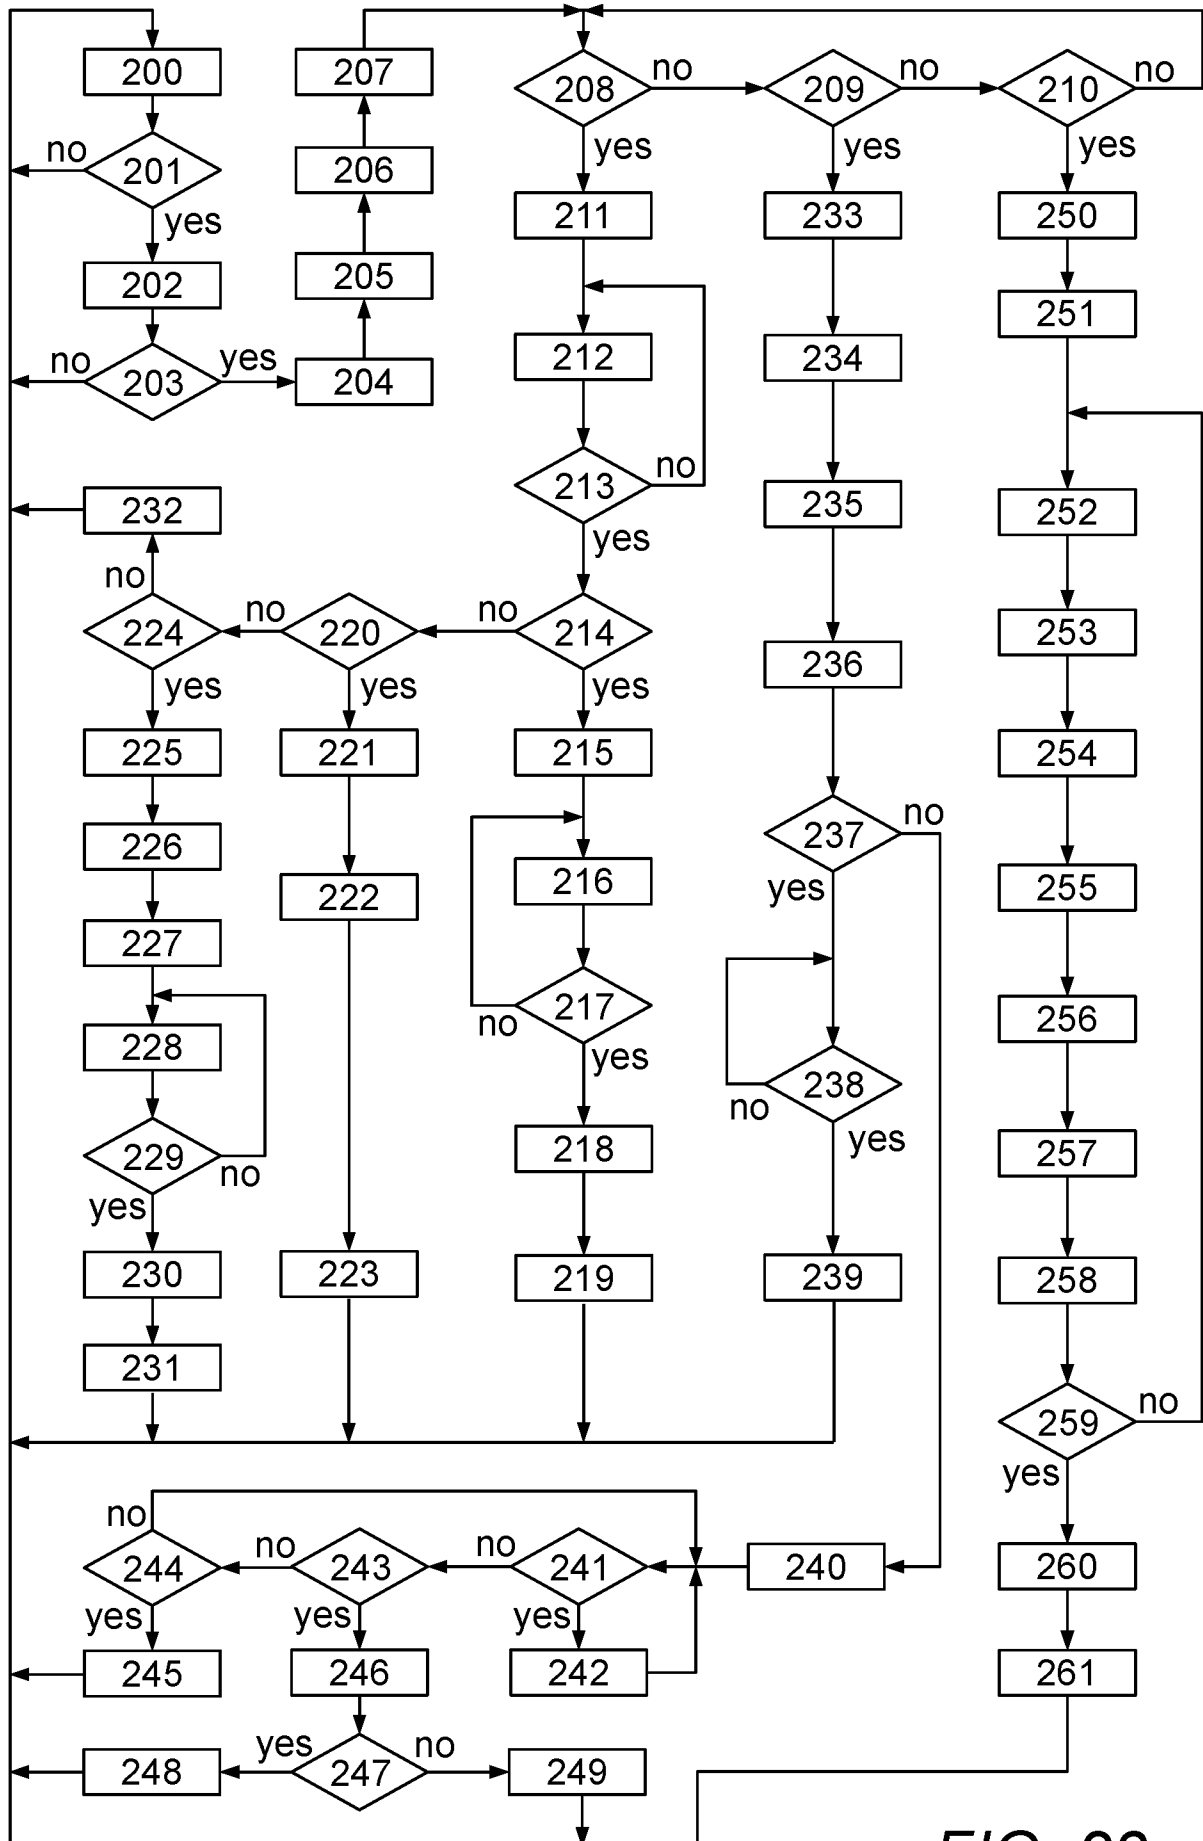 200
207
208
no
209
no
210
no
no
201
206
yes
yes
yes
yes
211
233
250
202
205
251
no
203
yes
204
212
234
213
no
235
252
232
yes
no
224
no
220
no
214
253
236
yes
yes
yes
225
221
215
254
237
no
226
216
222
yes
255
227
217
no
256
228
yes
238
no
229
no
218
yes
257
yes
230
223
219
239
258
231
259
no
yes
no
244
no
243
no
241
240
260
yes
yes
yes
245
246
242
261
248
yes
247
no
249